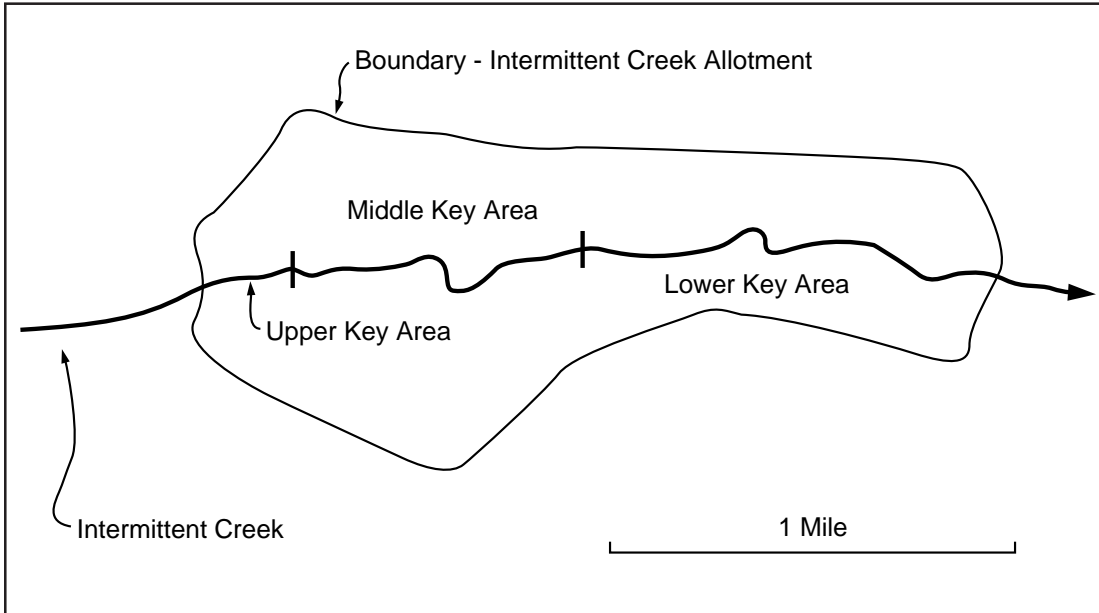 Boundary - Intermittent Creek Allotment
Middle Key Area
Lower Key Area
Upper Key Area
Intermittent Creek
1 Mile